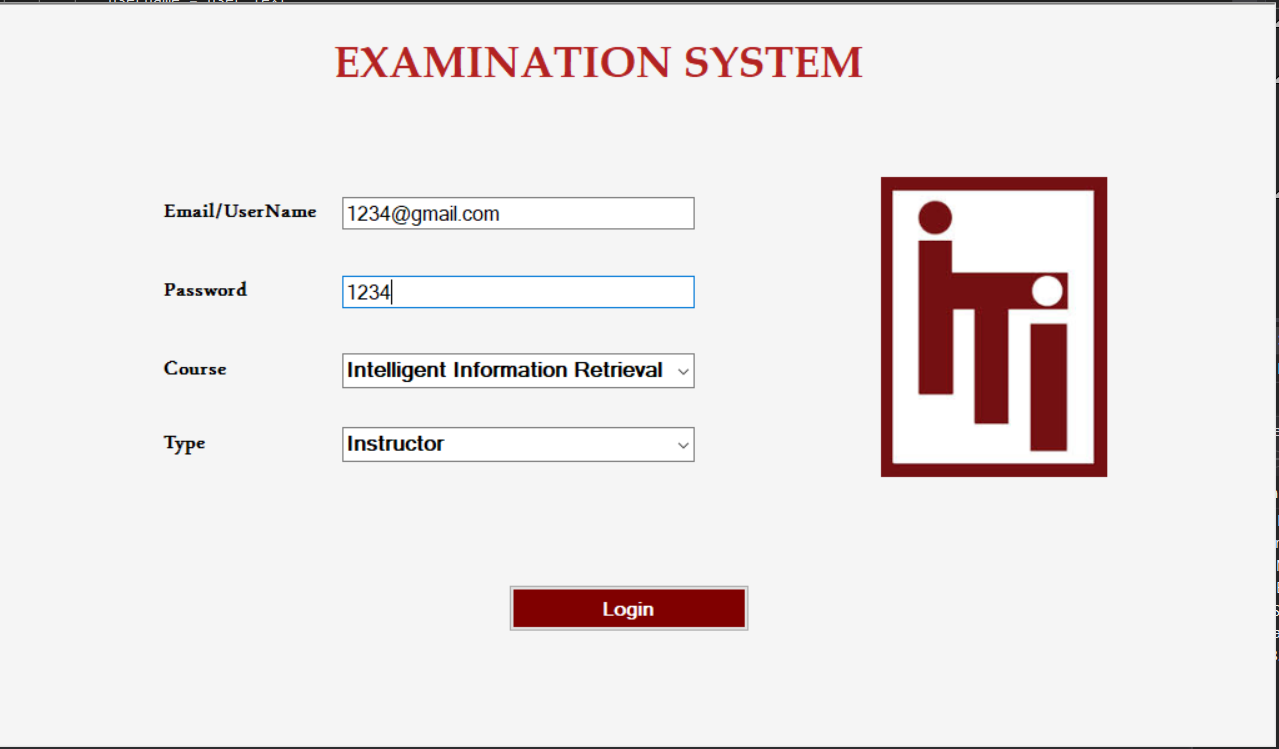 EXAMINATION SYSTEM
Email/UserName 1234@gmail.com
Password 1234
Course Intelligent Information Retrieval
Type Instructor
Login